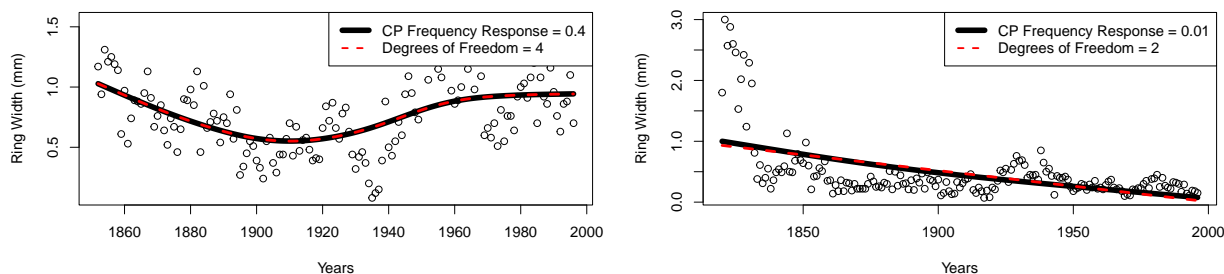 CP Frequency Response = 0.4
Degrees of Freedom = 4
Ring Width (mm)
1.5
1.0
0.5
1860 1880 1900 1920 1940 1960 1980 2000
Years
CP Frequency Response = 0.01
Degrees of Freedom = 2
Ring Width (mm)
3.0
2.0
1.0
0.0
1850 1900 1950 2000
Years